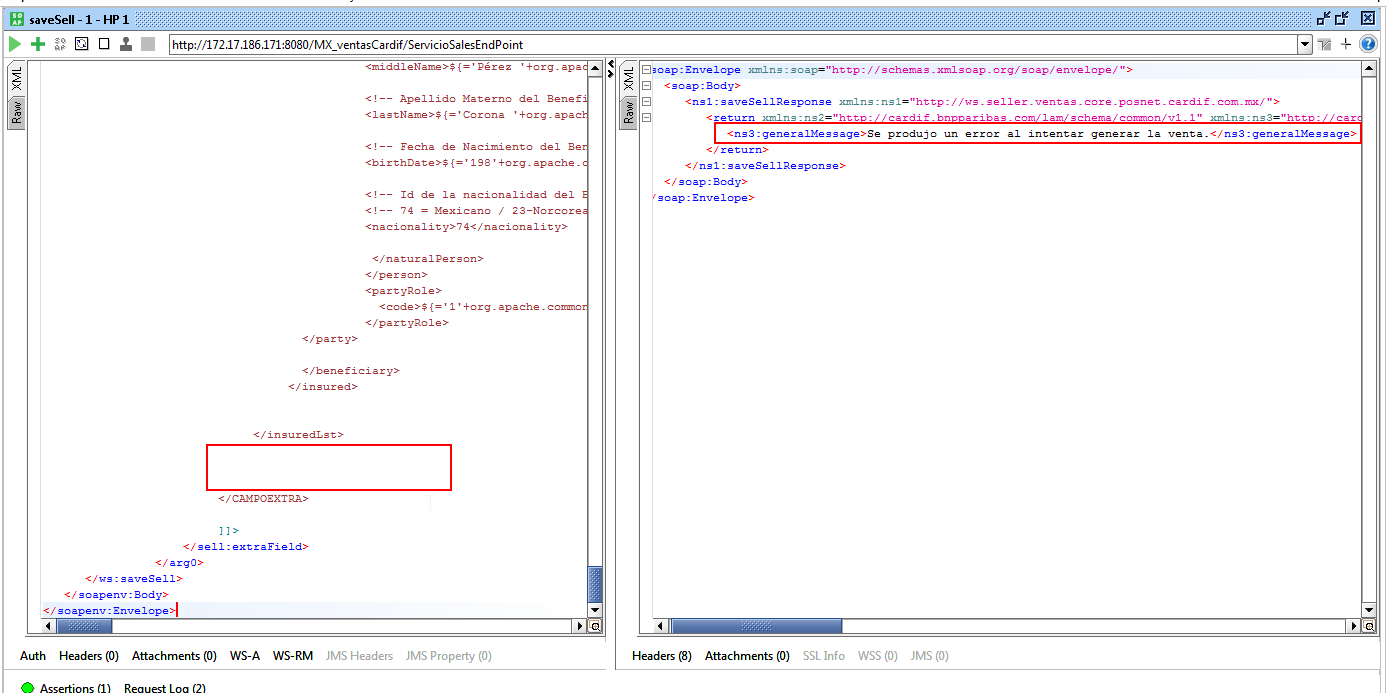 saveSell - 1 - HP 1
http://172.17.186.171:8080/MX_ventasCardif/ServicioSalesEndPoint
XML
Raw
<middleName>${='Pérez '+org.apac
<!-- Apellido Materno del Benefi
<lastName>${='Corona '+org.apach
<!-- Fecha de Nacimiento del Ben
<birthDate>${='198'+org.apache.c
<!-- Id de la nacionalidad del B
<!-- 74 = Mexicano / 23-Norcorea
<nacionality>74</nacionality>
</naturalPerson>
</person>
<partyRole>
<code>${='1'+org.apache.common
</partyRole>
</party>
</beneficiary>
</insured>
</insuredLst>
</CAMPOEXTRA>
]]>
</sell:extraField>
</arg0>
</ws:saveSell>
</soapenv:Body>
</soapenv:Envelope>
XML
Raw
soap:Envelope xmlns:soap="http://schemas.xmlsoap.org/soap/envelope/">
<soap:Body>
<ns1:saveSellResponse xmlns:ns1="http://ws.seller.ventas.core.posnet.cardif.com.mx/">
<return xmlns:ns2="http://cardif.bnpparibas.com/lam/schema/common/v1.1" xmlns:ns3="http://card
<ns3:generalMessage>Se produjo un error al intentar generar la venta.</ns3:generalMessage>
</return>
</ns1:saveSellResponse>
</soap:Body>
/soap:Envelope>
Auth Headers (0) Attachments (0) WS-A WS-RM JMS Headers JMS Property (0)
Headers (8) Attachments (0) SSL Info WSS (0) JMS (0)
Assertions (1) Request Log (2)